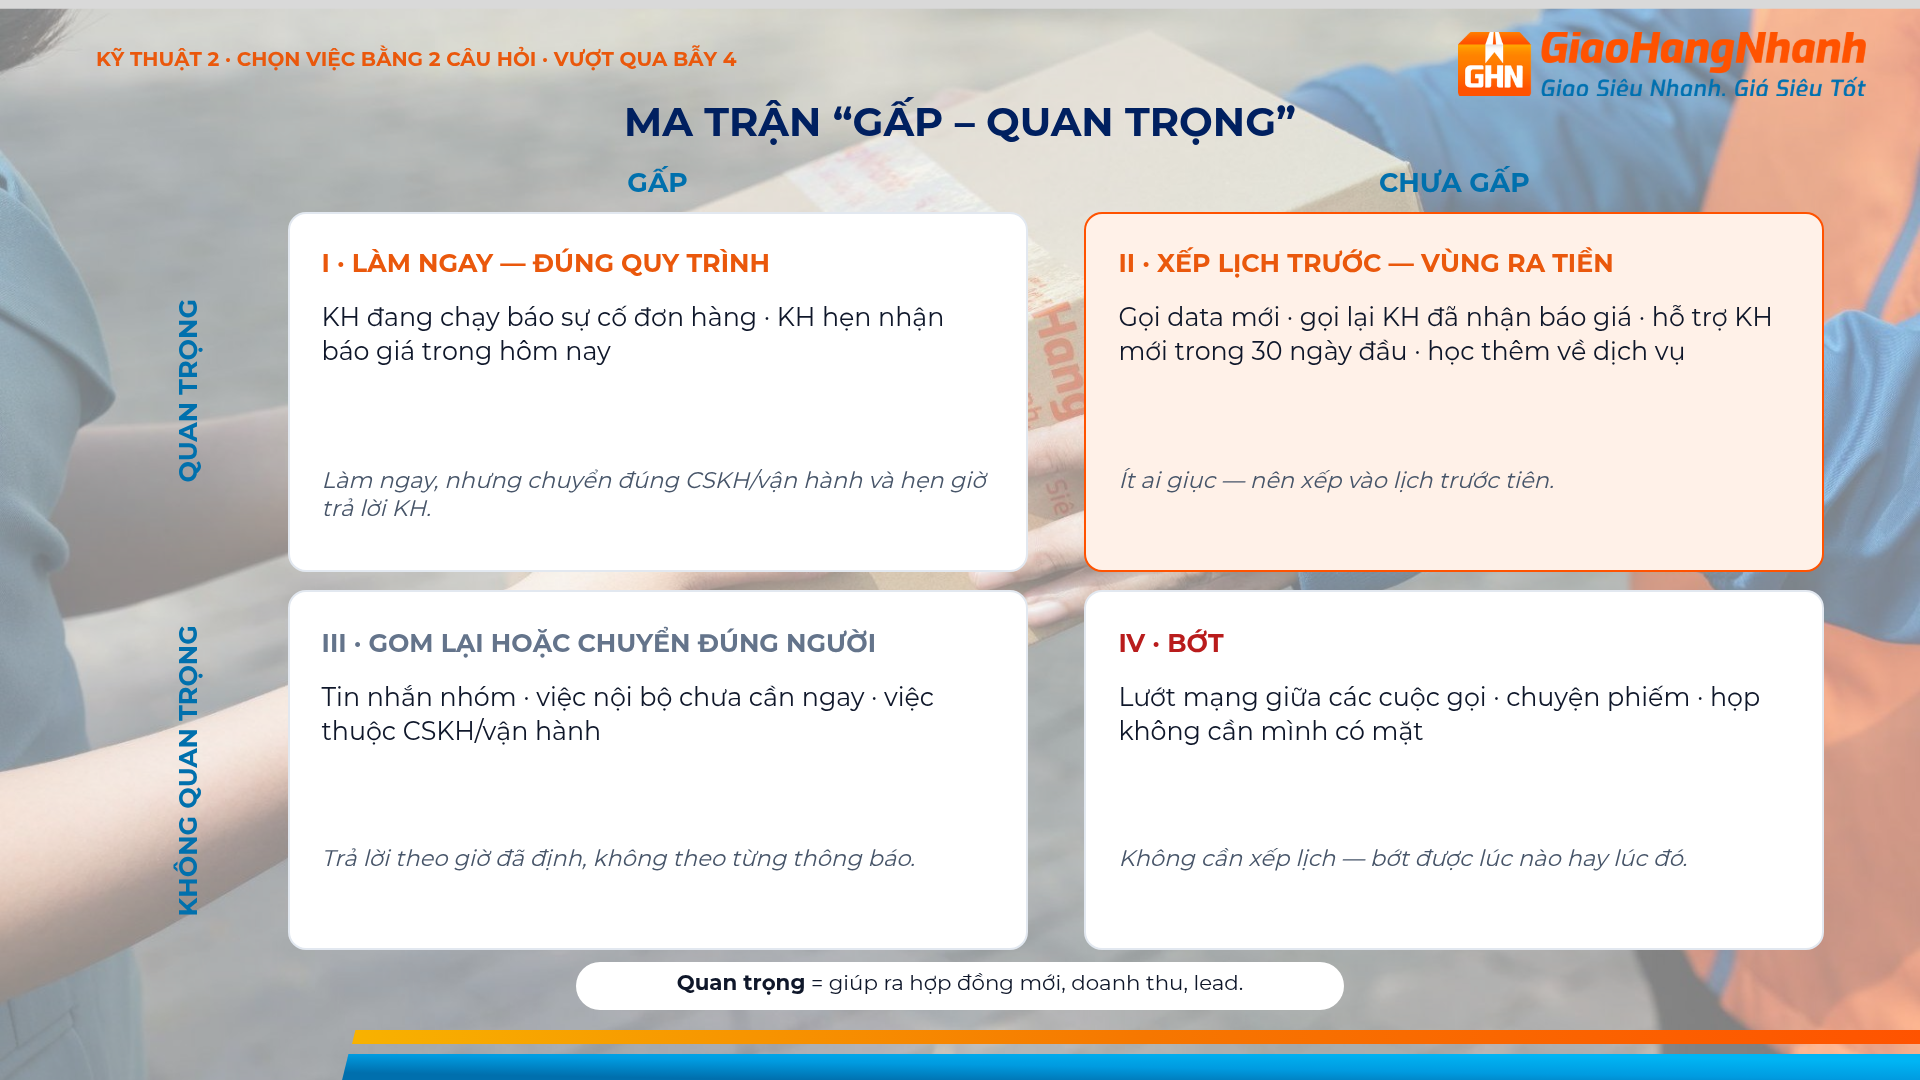 KỸ THUẬT 2 · CHỌN VIỆC BẰNG 2 CÂU HỎI · VƯỢT QUA BẪY 4
GHN
GiaoHangNhanh
Giao Siêu Nhanh. Giá Siêu Tốt
MA TRẬN “GẤP – QUAN TRỌNG”
GẤP
CHƯA GẤP
QUAN TRỌNG
I · LÀM NGAY — ĐÚNG QUY TRÌNH
KH đang chạy báo sự cố đơn hàng · KH hẹn nhận
báo giá trong hôm nay
Làm ngay, nhưng chuyển đúng CSKH/vận hành và hẹn giờ
trả lời KH.
II · XẾP LỊCH TRƯỚC — VÙNG RA TIỀN
Gọi data mới · gọi lại KH đã nhận báo giá · hỗ trợ KH
mới trong 30 ngày đầu · học thêm về dịch vụ
Ít ai giục — nên xếp vào lịch trước tiên.
Hang
Siê
KHÔNG QUAN TRỌNG
III · GOM LẠI HOẶC CHUYỂN ĐÚNG NGƯỜI
Tin nhắn nhóm · việc nội bộ chưa cần ngay · việc
thuộc CSKH/vận hành
Trả lời theo giờ đã định, không theo từng thông báo.
IV · BỚT
Lướt mạng giữa các cuộc gọi · chuyện phiếm · họp
không cần mình có mặt
Không cần xếp lịch — bớt được lúc nào hay lúc đó.
Quan trọng = giúp ra hợp đồng mới, doanh thu, lead.